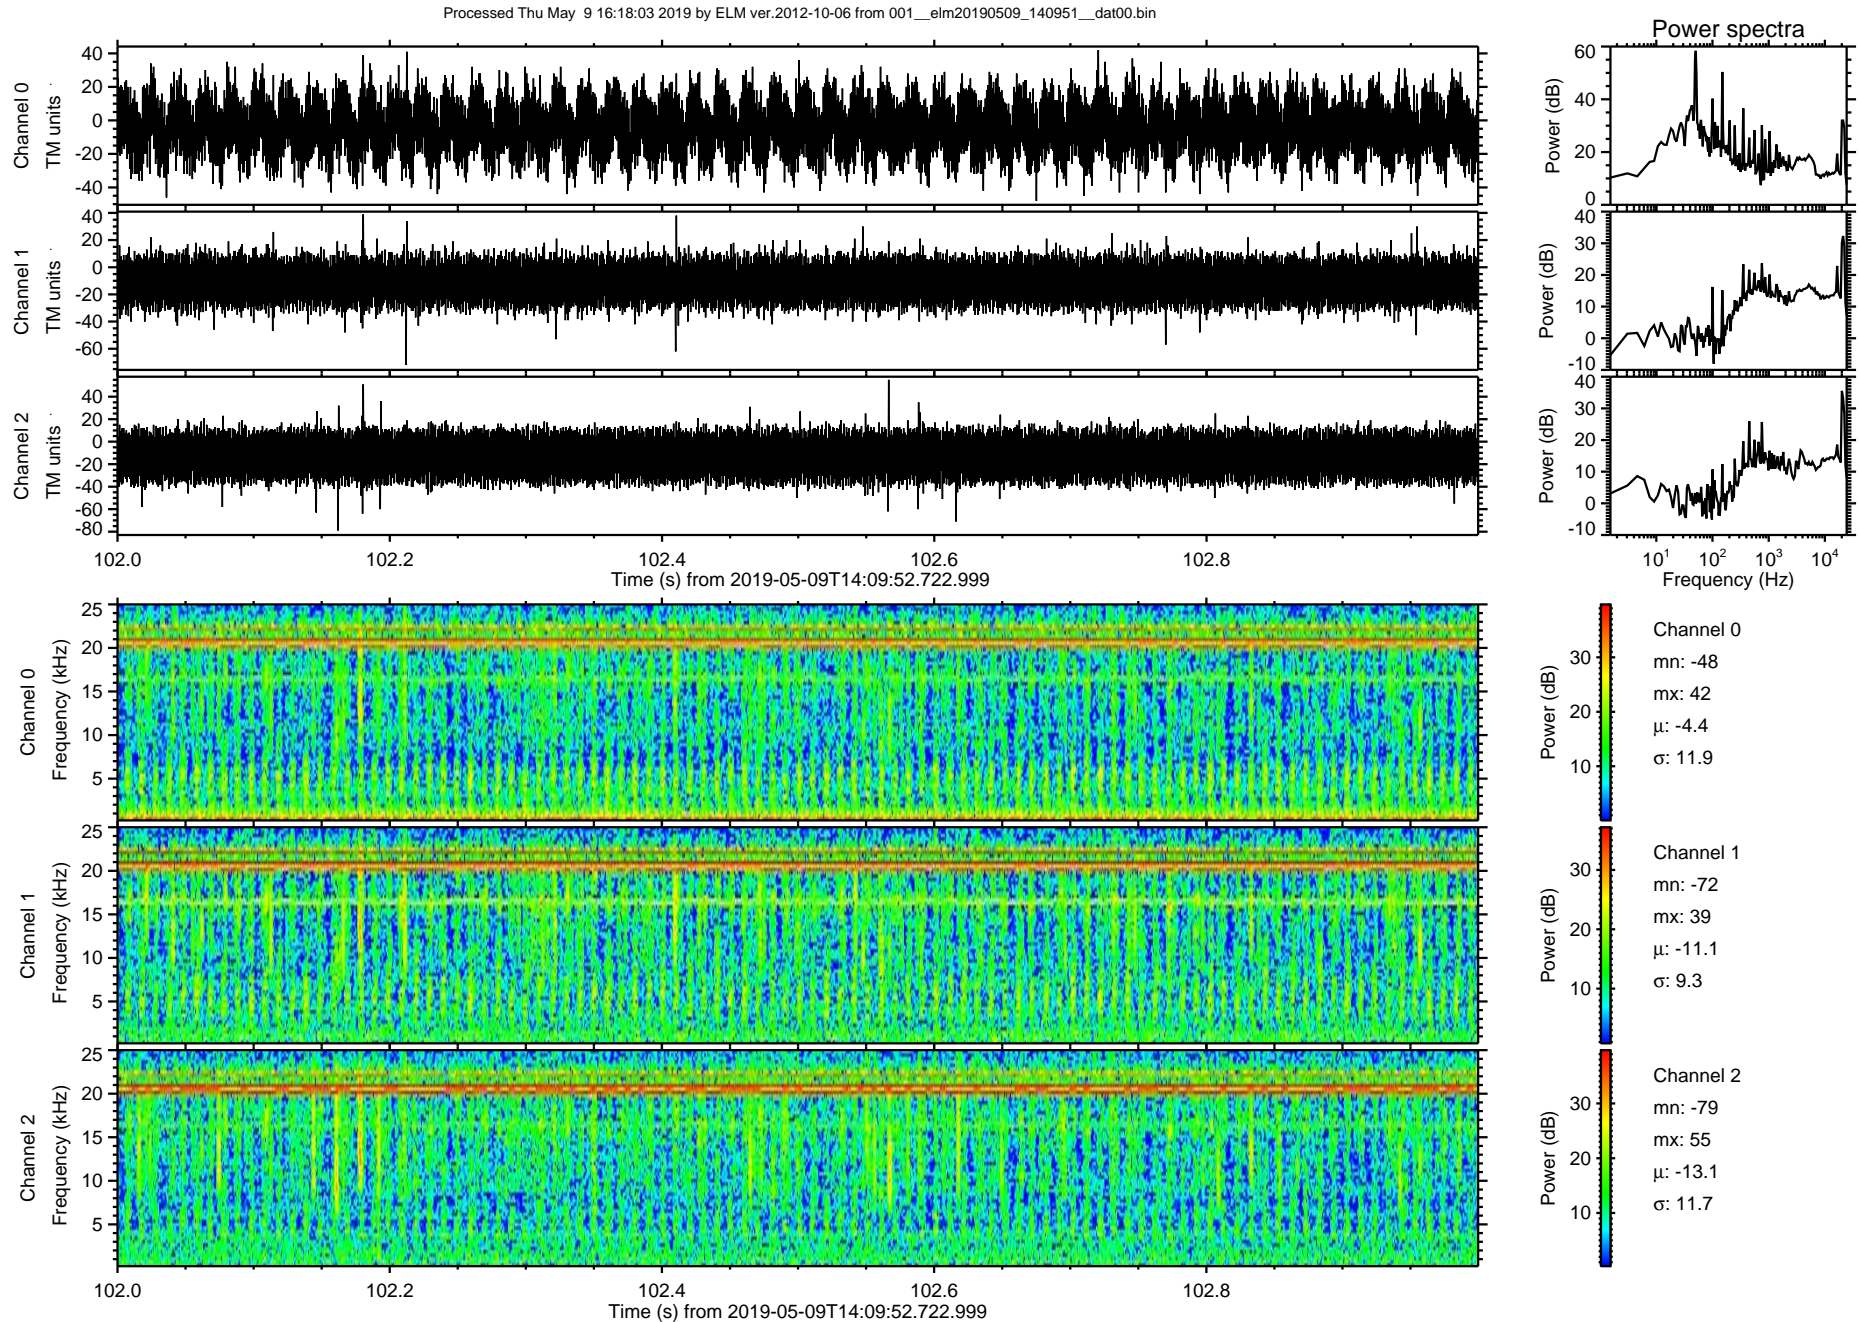 Processed Thu May  9 16:18:03 2019 by ELM ver.2012-10-06 from 001__elm20190509_140951__dat00.bin
Power spectra
Channel 0
TM units
40
20
0
-20
-40
Power (dB)
60
40
20
0
Channel 1
TM units
40
20
0
-20
-40
-60
Power (dB)
40
30
20
10
0
-10
Channel 2
TM units
40
20
0
-20
-40
-60
-80
Power (dB)
40
30
20
10
0
-10
102.0 102.2 102.4 102.6 102.8
Time (s) from 2019-05-09T14:09:52.722.999
10¹ 10² 10³ 10⁴
Frequency (Hz)
Channel 0
Frequency (kHz)
25
20
15
10
5
Power (dB)
30
20
10
Channel 0
mn: -48
mx: 42
μ: -4.4
σ: 11.9
Channel 1
Frequency (kHz)
25
20
15
10
5
Power (dB)
30
20
10
Channel 1
mn: -72
mx: 39
μ: -11.1
σ: 9.3
Channel 2
Frequency (kHz)
25
20
15
10
5
Power (dB)
30
20
10
Channel 2
mn: -79
mx: 55
μ: -13.1
σ: 11.7
102.0 102.2 102.4 102.6 102.8
Time (s) from 2019-05-09T14:09:52.722.999